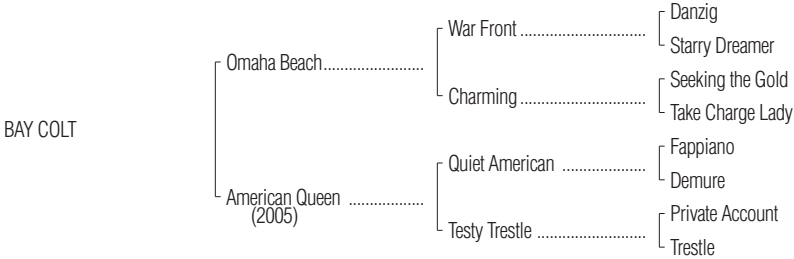 Danzig
War Front ..............................
Starry Dreamer
Omaha Beach........................
Seeking the Gold
Charming ..............................
Take Charge Lady
BAY COLT
Fappiano
Quiet American ....................
Demure
American Queen ..................
(2005)
Private Account
Testy Trestle ..........................
Trestle